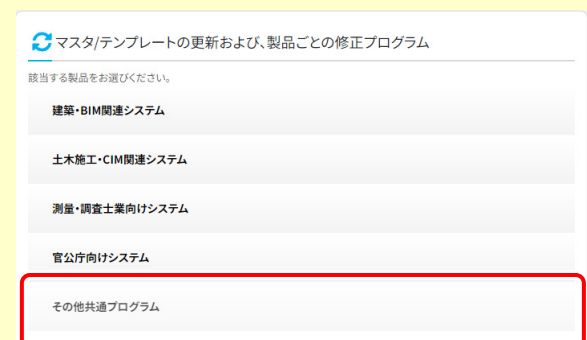 マスタ/テンプレートの更新および、製品ごとの修正プログラム
該当する製品をお選びください。
建築・BIM関連システム
土木施工・CIM関連システム
測量・調査士業向けシステム
官公庁向けシステム
その他共通プログラム